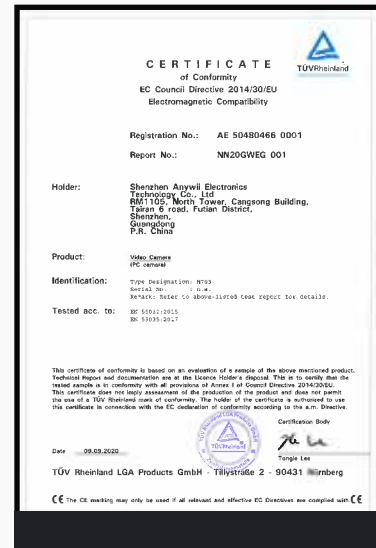 CERTIFICATE
of Conformity
EC Council Directive 2014/30/EU
Electromagnetic Compatibility
TÜVRheinland
Registration No.: AE 50480466 0001
Report No.: NN20GWEG 001
Holder: Shenzhen Anywii Electronics
Technology Co., Ltd
RM1105, North Tower, Cangsong Building,
Tairan 6 road, Futian District,
Shenzhen,
Guangdong
P.R. China
Product: Video Camera
(PC camera)
Identification: Type Designation: H703
Serial No. : n.a.
Remark: Refer to above-listed test report for details.
Tested acc. to: EN 55032:2015
EN 55035:2017
This certificate of conformity is based on an evaluation of a sample of the above mentioned product.
Technical Report and documentation are at the Licence Holder's disposal. This is to certify that the
tested sample is in conformity with all provisions of Annex I of Council Directive 2014/30/EU.
This certificate does not imply assessment of the production of the product and does not permit
the use of a TÜV Rheinland mark of conformity. The holder of the certificate is authorised to use
this certificate in connection with the EC declaration of conformity according to the a.m. Directive.
Certification Body
TÜVRheinland
Date 09.09.2020
Tongle Lee
TÜV Rheinland LGA Products GmbH - Tillystraße 2 - 90431 Nürnberg
CE The CE marking may only be used if all relevant and effective EC Directives are complied with. CE